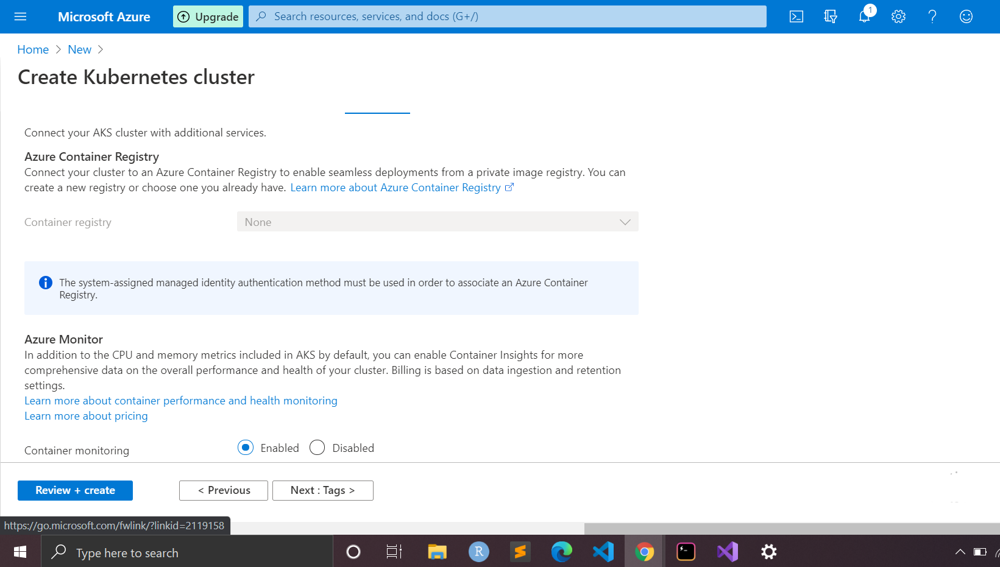 Microsoft Azure
Upgrade
Search resources, services, and docs (G+/)
1
Home > New >
Create Kubernetes cluster
Connect your AKS cluster with additional services.
Azure Container Registry
Connect your cluster to an Azure Container Registry to enable seamless deployments from a private image registry. You can
create a new registry or choose one you already have. Learn more about Azure Container Registry
Container registry
None
The system-assigned managed identity authentication method must be used in order to associate an Azure Container
Registry.
Azure Monitor
In addition to the CPU and memory metrics included in AKS by default, you can enable Container Insights for more
comprehensive data on the overall performance and health of your cluster. Billing is based on data ingestion and retention
settings.
Learn more about container performance and health monitoring
Learn more about pricing
Container monitoring
Enabled
Disabled
Review + create
< Previous
Next : Tags >
https://go.microsoft.com/fwlink/?linkid=2119158
Type here to search
R